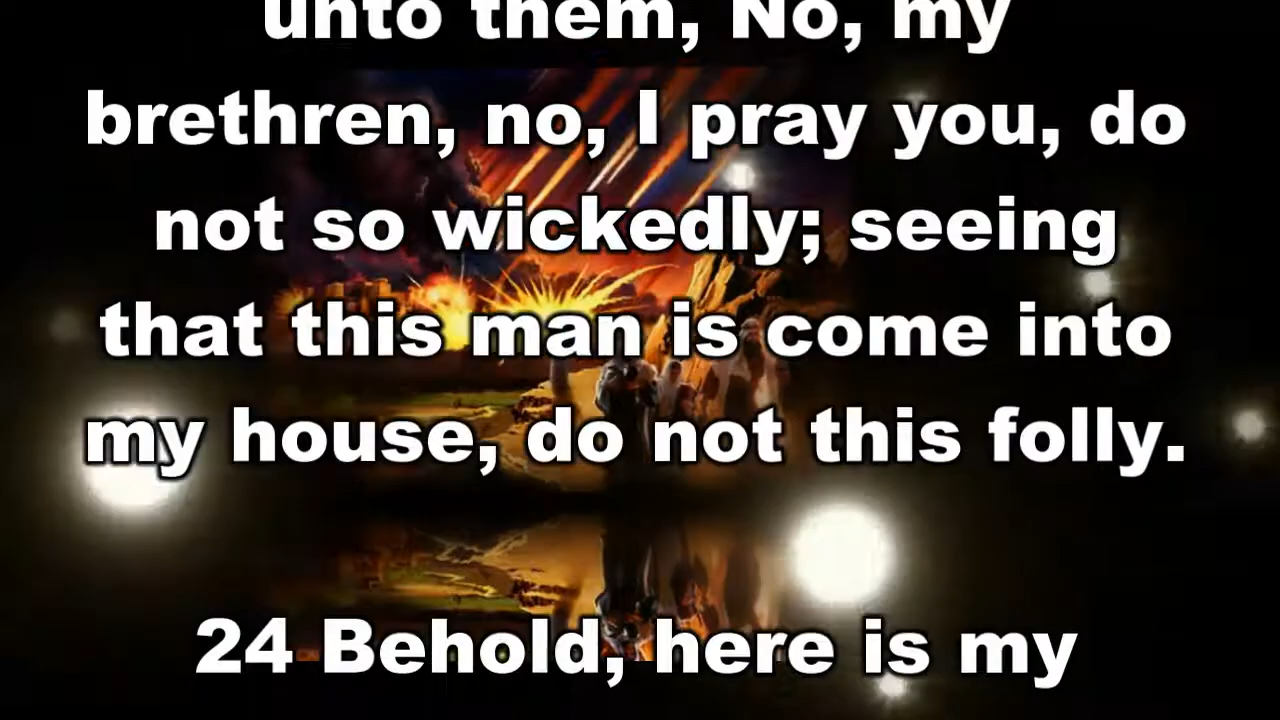 unto them, No, my
brethren, no, I pray you, do
not so wickedly; seeing
that this man is come into
my house, do not this folly.
24 Behold, here is my